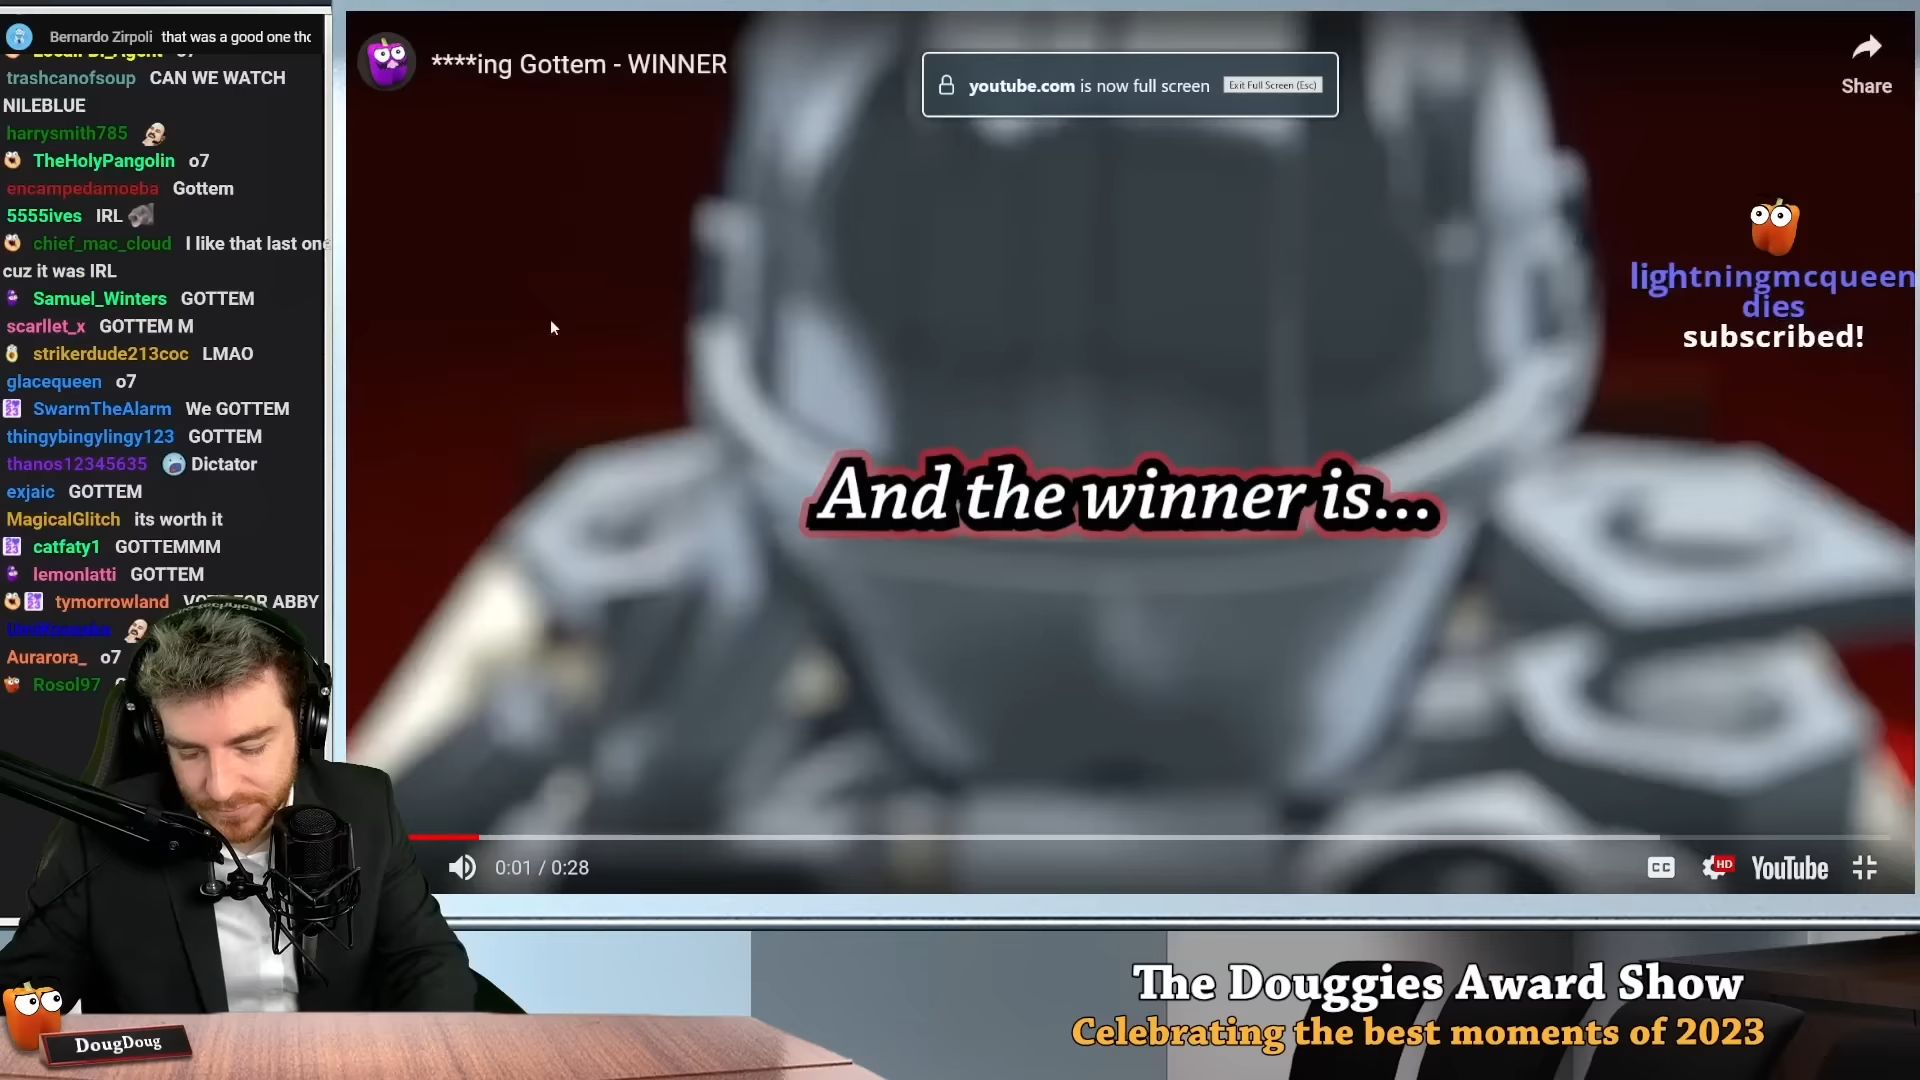 Bernardo Zirpoli that was a good one tho
trashcanofsoup CAN WE WATCH
NILEBLUE
harrysmith785
TheHolyPangolin o7
encampedamoeba Gottem
5555ives IRL
chief_mac_cloud I like that last one
cuz it was IRL
Samuel_Winters GOTTEM
scarllet_x GOTTEM M
strikerdude213coc LMAO
glacequeen o7
SwarmTheAlarm We GOTTEM
thingybingylingy123 GOTTEM
thanos12345635 Dictator
exjaic GOTTEM
MagicalGlitch its worth it
catfaty1 GOTTEMMM
lemonlatti GOTTEM
tymorrowland VOTE FOR ABBY
Aurarora_ o7
Rosol97
****ing Gottem - WINNER
youtube.com is now full screen Exit Full Screen (Esc)
Share
lightningmcqueen
dies
subscribed!
And the winner is...
0:01 / 0:28
CC
HD
YouTube
DougDoug
The Douggies Award Show
Celebrating the best moments of 2023